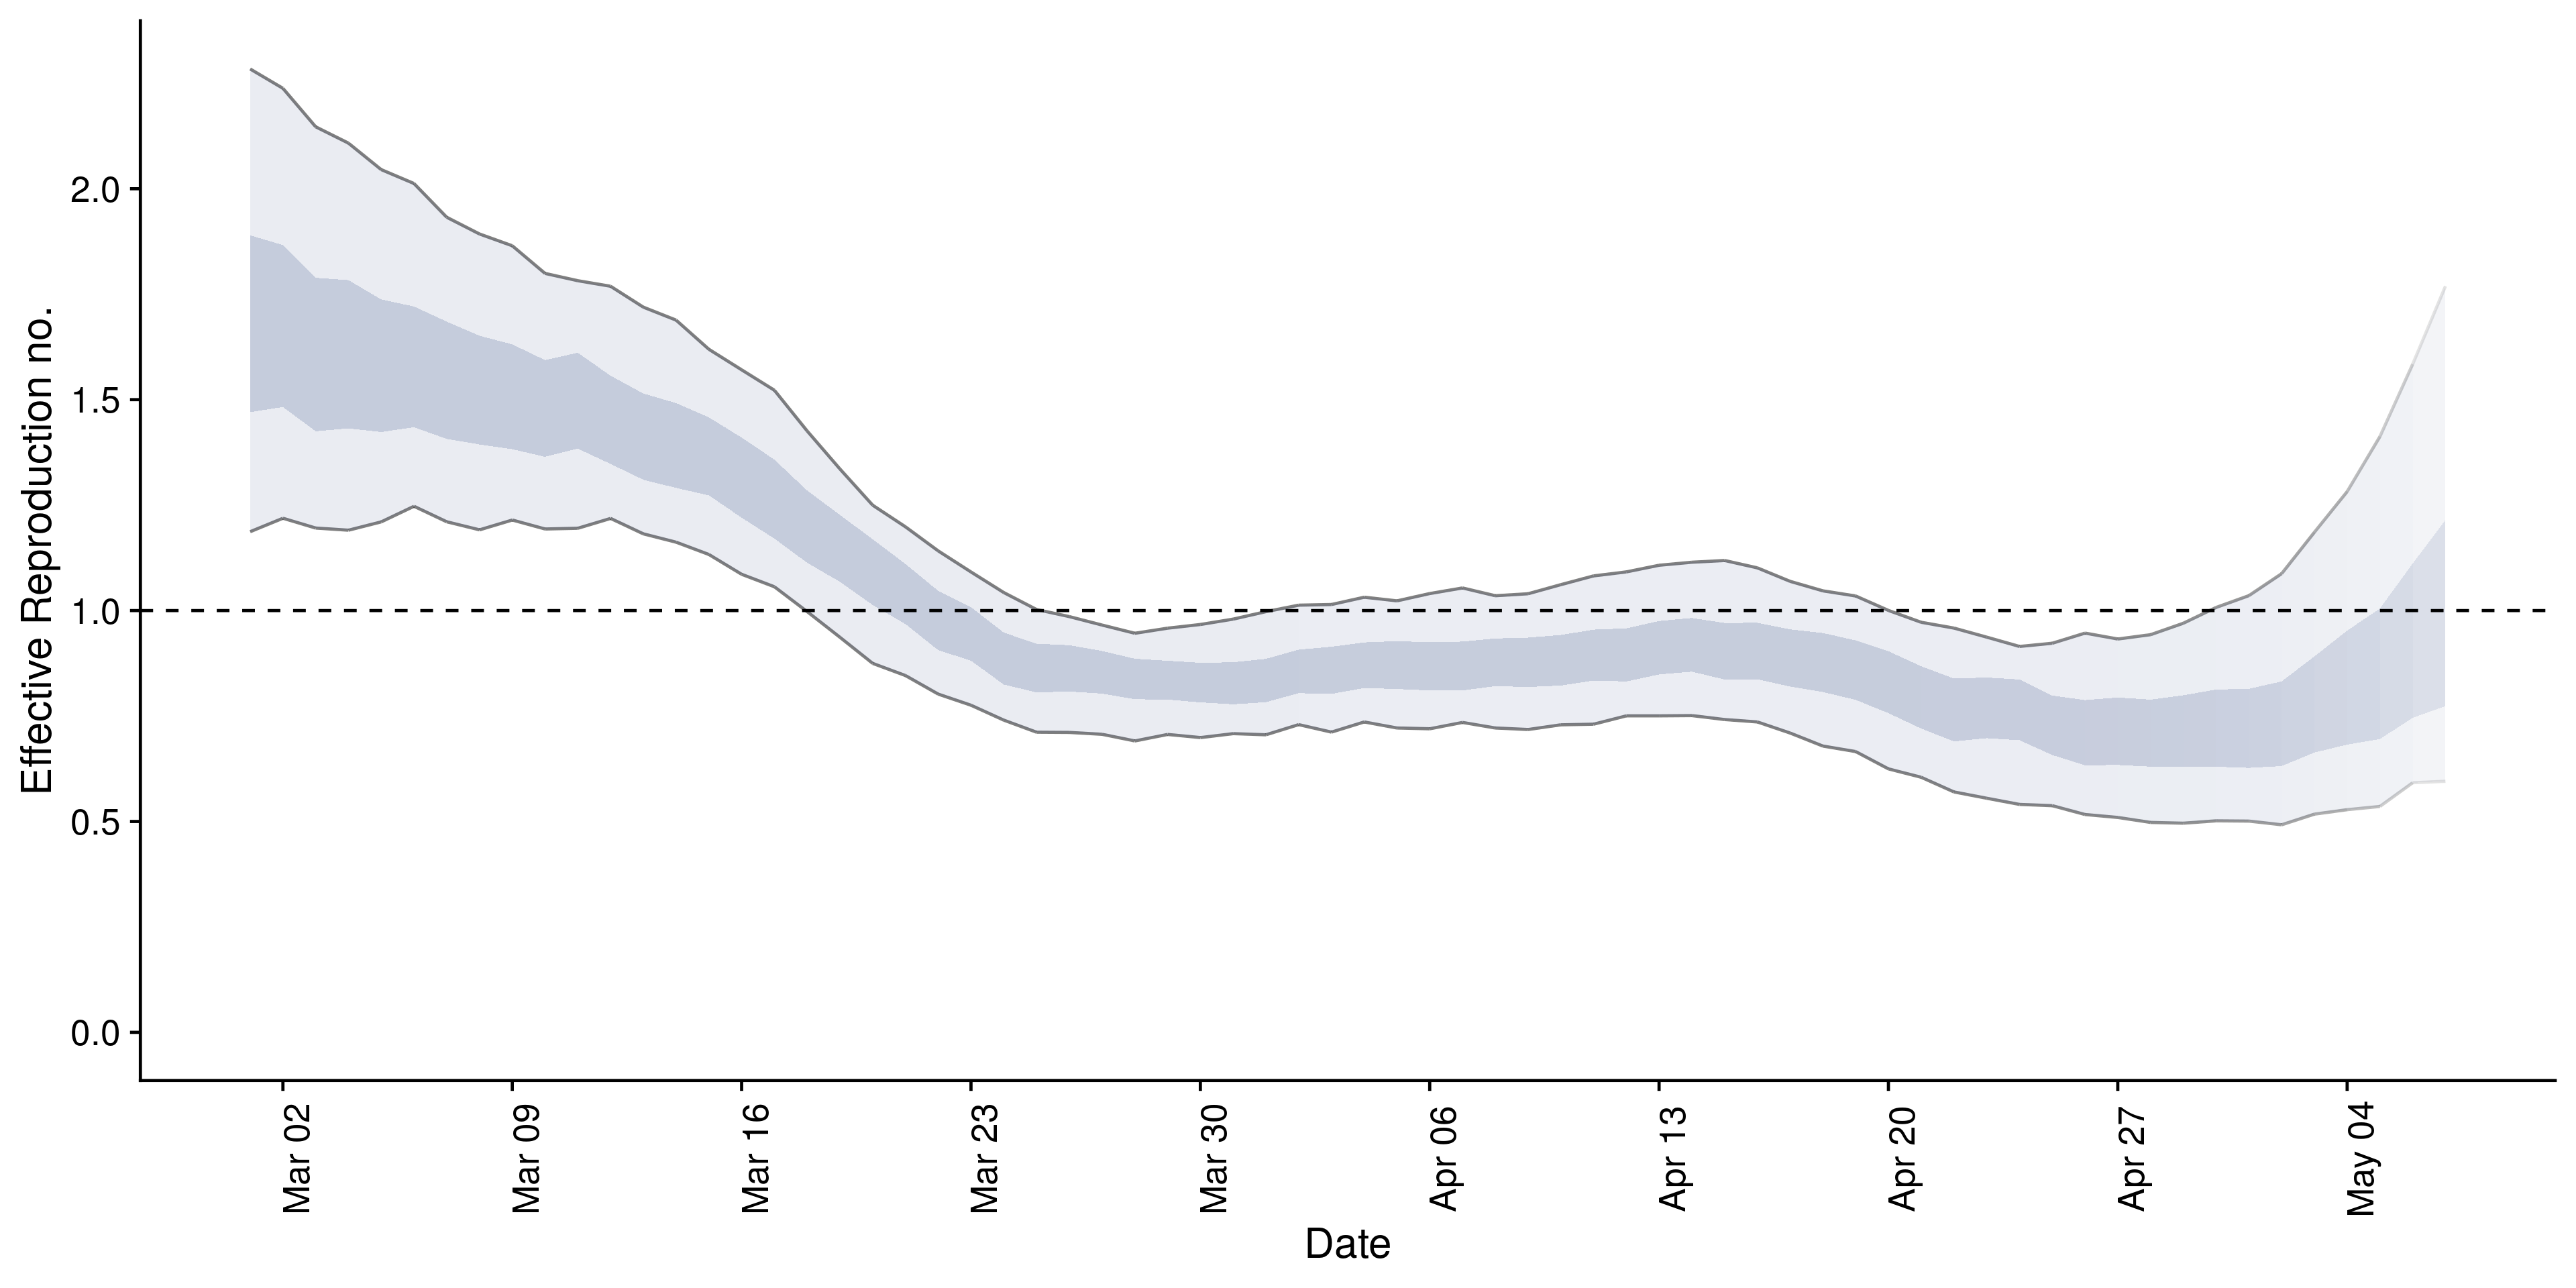 Effective Reproduction no.
2.0
1.5
1.0
0.5
0.0
Mar 02
Mar 09
Mar 16
Mar 23
Mar 30
Apr 06
Apr 13
Apr 20
Apr 27
May 04
Date